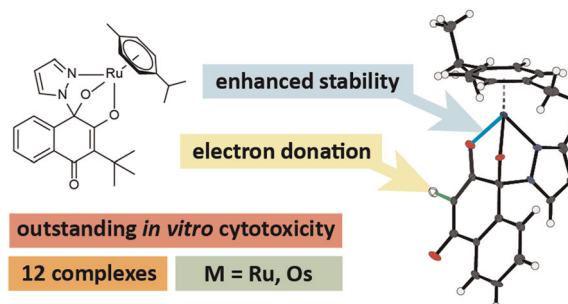 N
N
Ru
O
O
O
enhanced stability
electron donation
outstanding in vitro cytotoxicity
12 complexes
M = Ru, Os